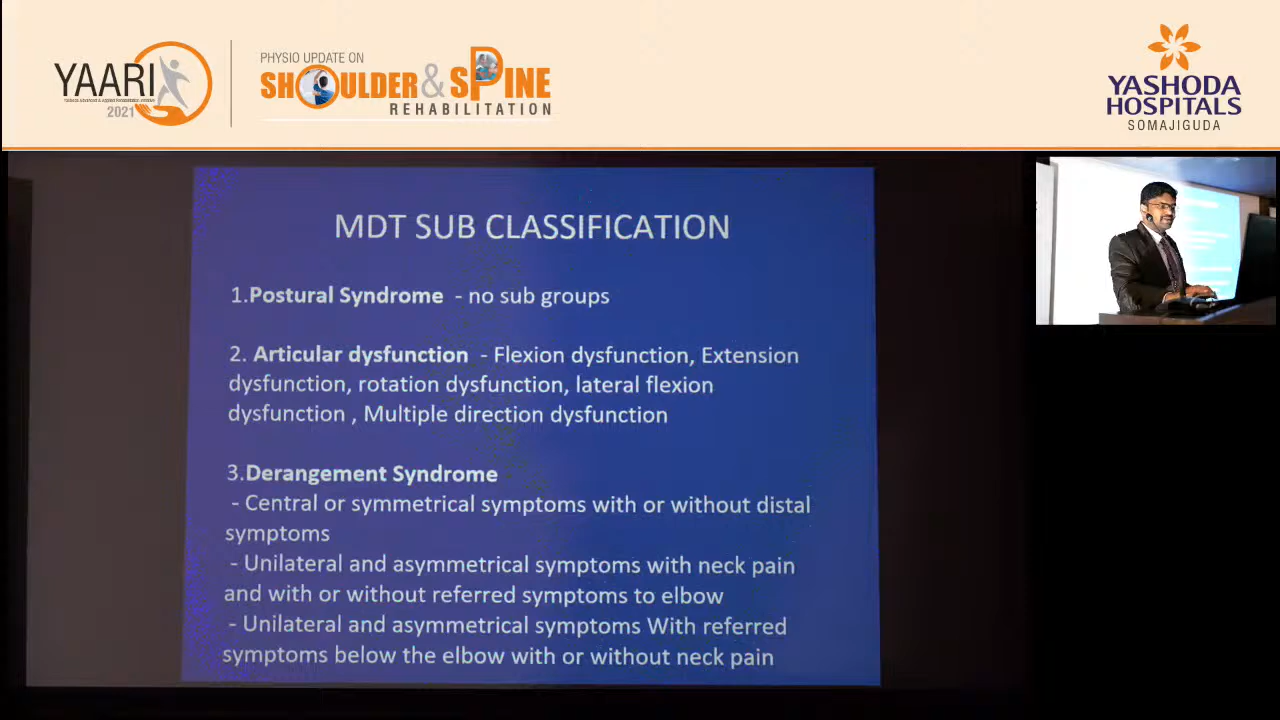 YAARI
2021
PHYSIO UPDATE ON
SHOULDER & SPINE
REHABILITATION
YASHODA
HOSPITALS
SOMAJIGUDA
MDT SUB CLASSIFICATION
1.Postural Syndrome - no sub groups
2. Articular dysfunction - Flexion dysfunction, Extension
dysfunction, rotation dysfunction, lateral flexion
dysfunction , Multiple direction dysfunction
3.Derangement Syndrome
- Central or symmetrical symptoms with or without distal
symptoms
- Unilateral and asymmetrical symptoms with neck pain
and with or without referred symptoms to elbow
- Unilateral and asymmetrical symptoms With referred
symptoms below the elbow with or without neck pain